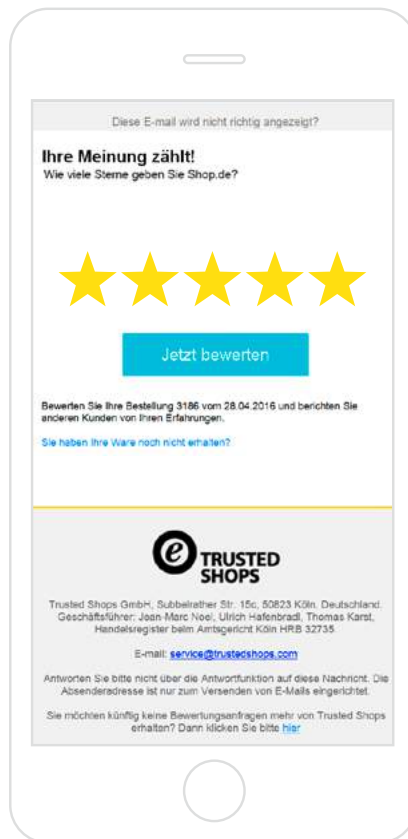 Diese E-mail wird nicht richtig angezeigt?
Ihre Meinung zählt!
Wie viele Sterne geben Sie Shop.de?
Jetzt bewerten
Bewerten Sie Ihre Bestellung 3186 vom 28.04.2016 und berichten Sie
anderen Kunden von Ihren Erfahrungen.
Sie haben Ihre Ware noch nicht erhalten?
e TRUSTED
SHOPS
Trusted Shops GmbH, Subbelrather Str. 15c, 50823 Köln. Deutschland.
Geschäftsführer: Jean-Marc Noel, Ulrich Hafenbradl, Thomas Karst,
Handelsregister beim Amtsgericht Köln HRB 32735
E-mail: service@trustedshops.com
Antworten Sie bitte nicht über die Antwortfunktion auf diese Nachricht. Die
Absenderadresse ist nur zum Versenden von E-Mails eingerichtet.
Sie möchten künftig keine Bewertungsanfragen mehr von Trusted Shops
erhalten? Dann klicken Sie bitte hier